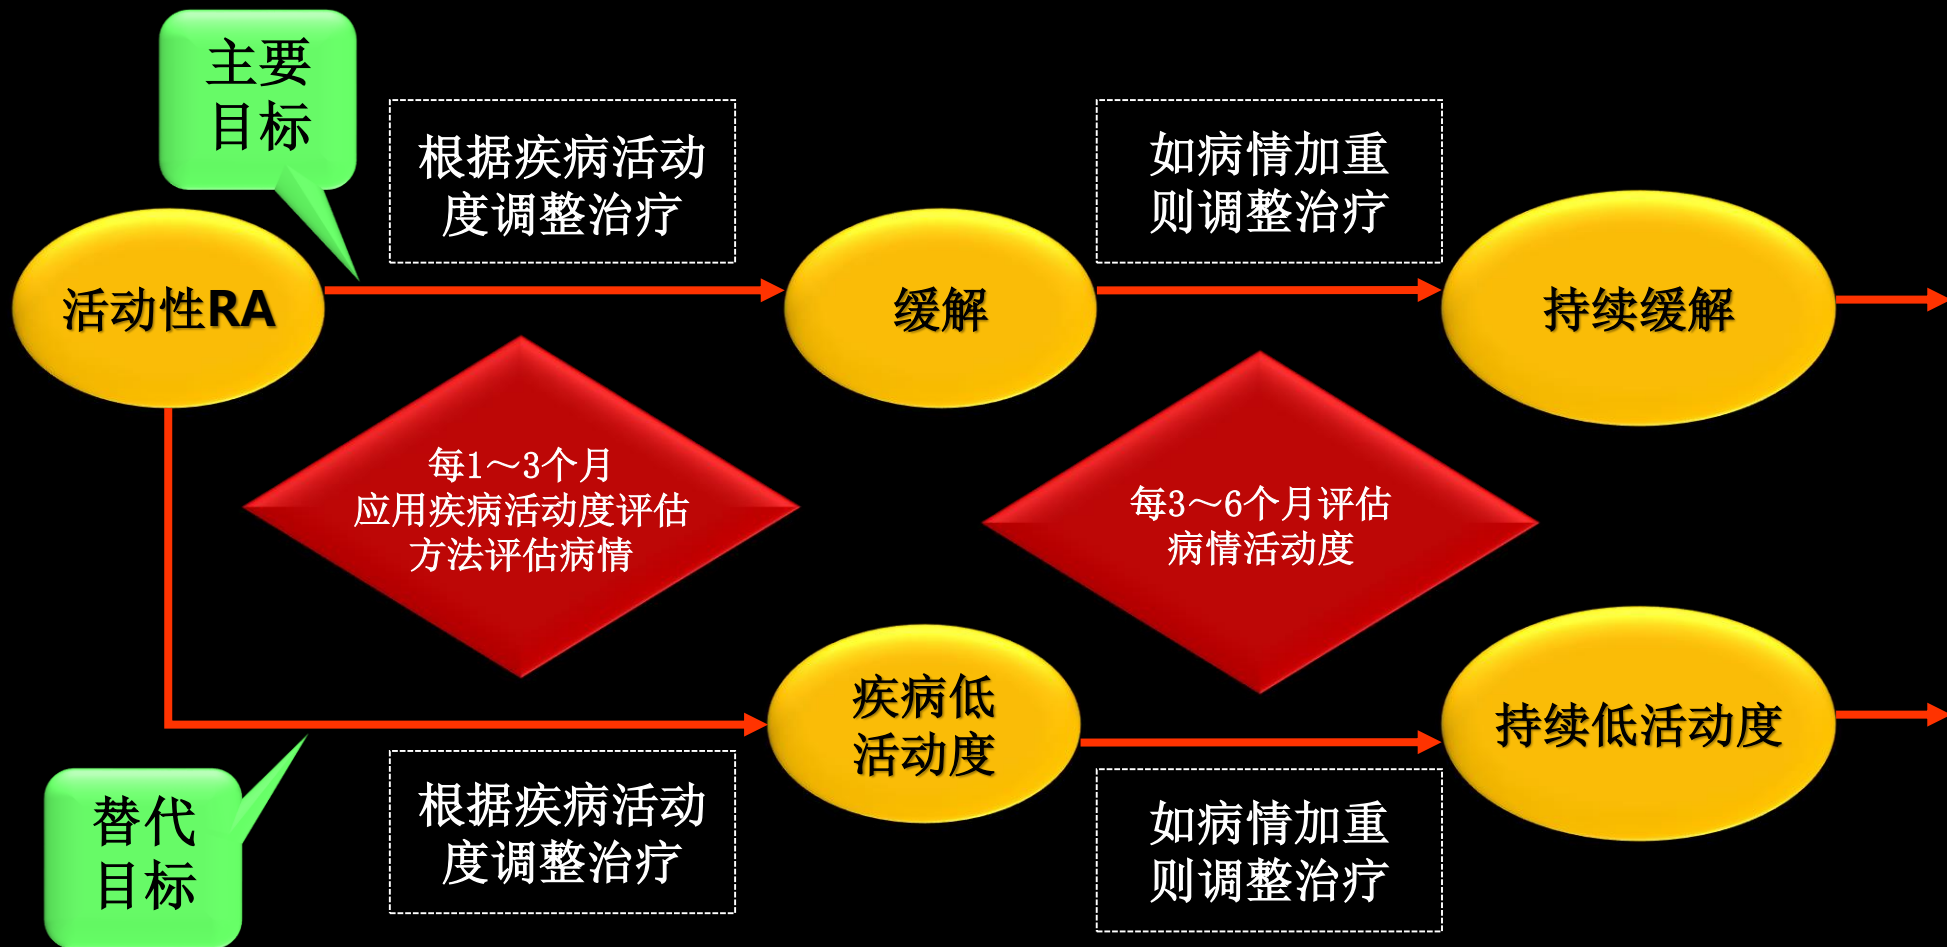 主要
目标
根据疾病活动
度调整治疗
如病情加重
则调整治疗
活动性RA
缓解
持续缓解
每1～3个月
应用疾病活动度评估
方法评估病情
每3～6个月评估
病情活动度
疾病低
活动度
持续低活动度
替代
目标
根据疾病活动
度调整治疗
如病情加重
则调整治疗